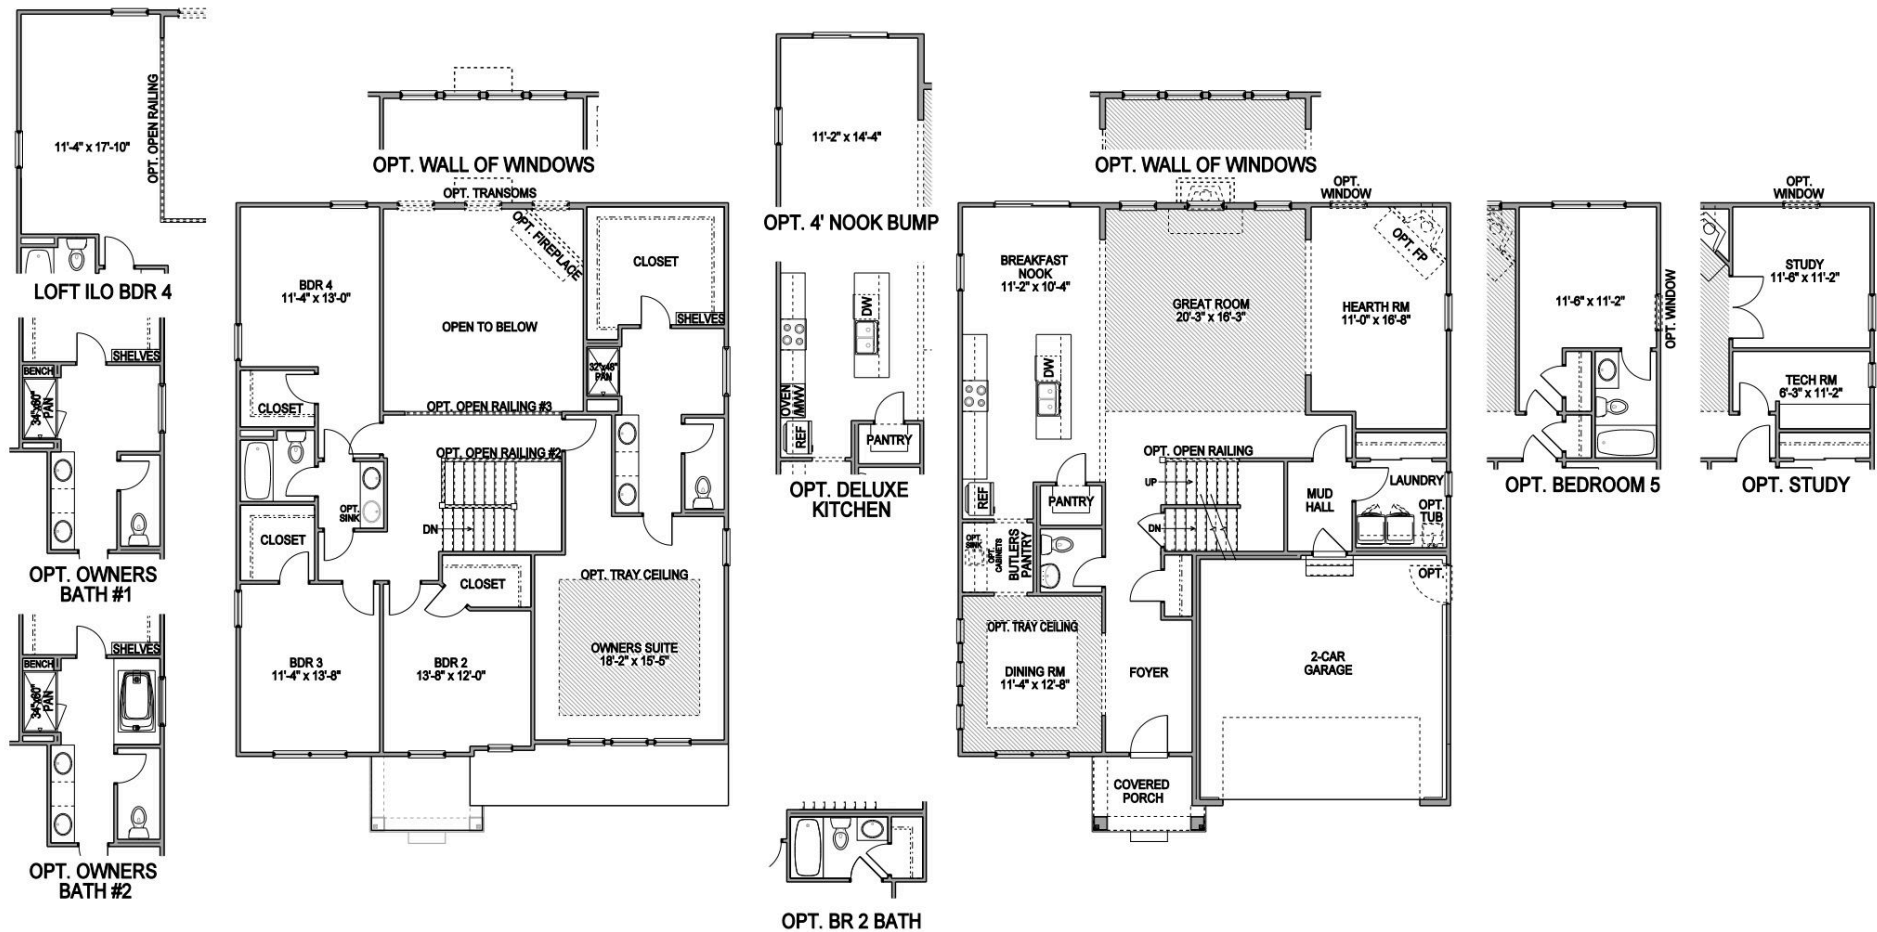 OPT. OPEN RAILING
11'-4" x 17'-10"
LOFT ILO BDR 4
SHELVES
BENCH
34"x60"
PAN
OPT. OWNERS
BATH #1
SHELVES
BENCH
34"x60"
PAN
OPT. OWNERS
BATH #2
OPT. WALL OF WINDOWS
OPT. TRANSOMS
OPT. FIREPLACE
CLOSET
BDR 4
11'-4" x 13'-0"
OPEN TO BELOW
SHELVES
32"x48"
PAN
CLOSET
OPT. OPEN RAILING #3
OPT. OPEN RAILING #2
OPT.
SINK
DN
CLOSET
CLOSET
OPT. TRAY CEILING
OWNERS SUITE
18'-2" x 15'-5"
BDR 3
11'-4" x 13'-8"
BDR 2
13'-8" x 12'-0"
11'-2" x 14'-4"
OPT. 4' NOOK BUMP
DW
OVEN
/MW
REF
PANTRY
OPT. DELUXE
KITCHEN
OPT. BR 2 BATH
OPT. WALL OF WINDOWS
OPT.
WINDOW
OPT. FP
BREAKFAST
NOOK
11'-2" x 10'-4"
GREAT ROOM
20'-3" x 16'-3"
HEARTH RM
11'-0" x 16'-8"
DW
OPT. OPEN RAILING
UP
REF
PANTRY
MUD
HALL
LAUNDRY
OPT.
TUB
DN
OPT.
SINK
OPT.
CABINETS
BUTLERS
PANTRY
OPT.
OPT. TRAY CEILING
DINING RM
11'-4" x 12'-8"
FOYER
2-CAR
GARAGE
COVERED
PORCH
11'-6" x 11'-2"
OPT. WINDOW
OPT. BEDROOM 5
OPT.
WINDOW
STUDY
11'-6" x 11'-2"
TECH RM
6'-3" x 11'-2"
OPT. STUDY